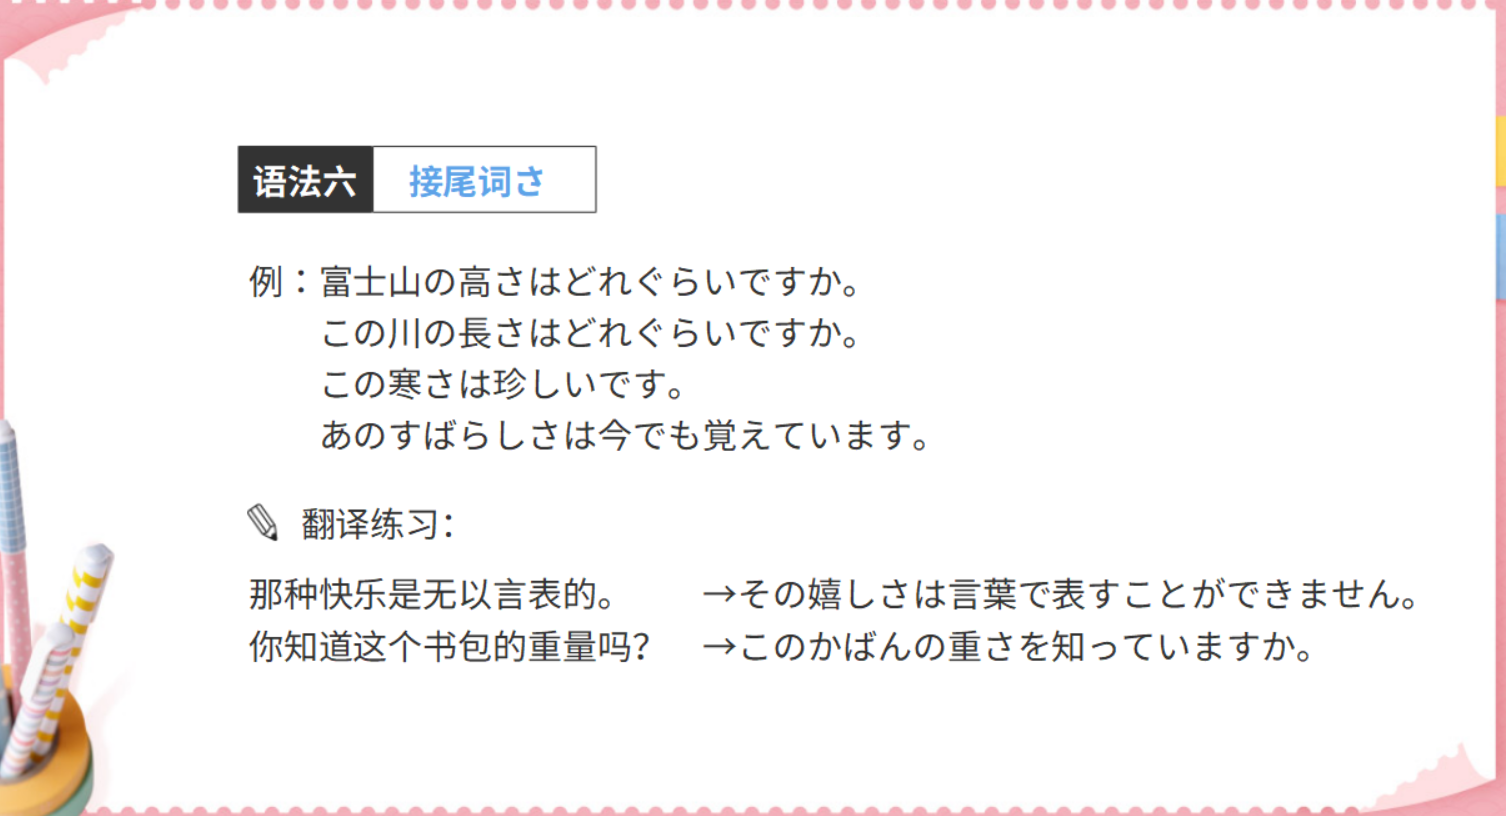 语法六 接尾词さ
例：富士山の高さはどれぐらいですか。
この川の長さはどれぐらいですか。
この寒さは珍しいです。
あのすばらしさは今でも覚えています。
翻译练习：
那种快乐是无以言表的。 →その嬉しさは言葉で表すことができません。
你知道这个书包的重量吗？ →このかばんの重さを知っていますか。